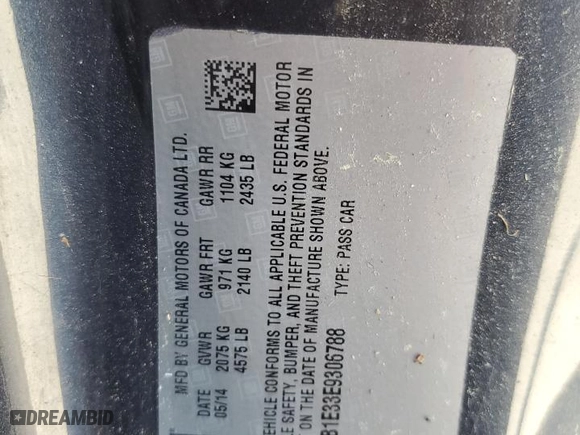 MFD BY GENERAL MOTORS OF CANADA LTD.
DATE GVWR GAWR FRT GAWR RR
05/14 2075 KG 971 KG 1104 KG
4575 LB 2140 LB 2435 LB
VEHICLE CONFORMS TO ALL APPLICABLE U.S. FEDERAL MOTOR
LE SAFETY, BUMPER, AND THEFT PREVENTION STANDARDS IN
ON THE DATE OF MANUFACTURE SHOWN ABOVE.
B1E33E9306788 TYPE: PASS CAR
GM
DREAMBID